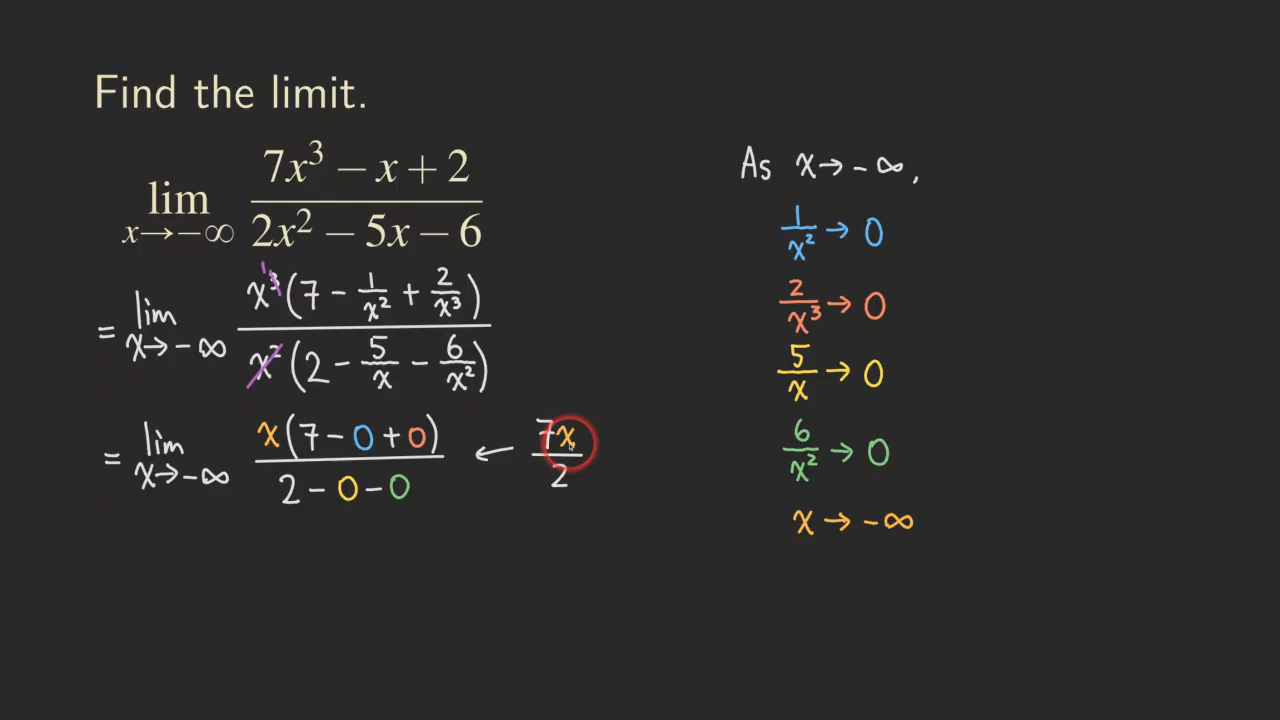 Find the limit.
lim x→−∞ (7x³ − x + 2)/(2x² − 5x − 6)
= lim x→−∞ x³(7 − 1/x² + 2/x³)/x²(2 − 5/x − 6/x²)
1
= lim x→−∞ x(7 − 0 + 0)/(2 − 0 − 0) ← 7x/2
As x→−∞,
1/x² → 0
2/x³ → 0
5/x → 0
6/x² → 0
x → −∞